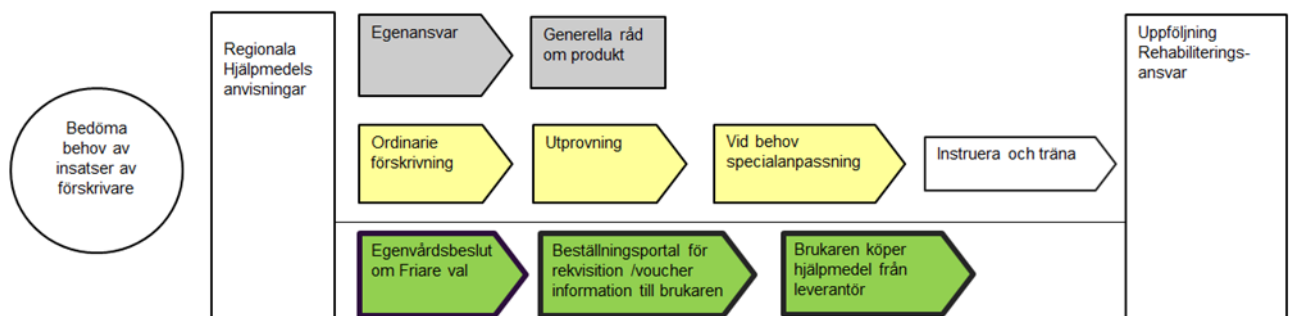 Bedöma
behov av
insatser av
förskrivare
Regionala
Hjälpmedels
anvisningar
Egenansvar
Generella råd
om produkt
Ordinarie
förskrivning
Utprovning
Vid behov
specialanpassning
Instruera och träna
Egenvårdsbeslut
om Friare val
Beställningsportal för
rekvisition /voucher
information till brukaren
Brukaren köper
hjälpmedel från
leverantör
Uppföljning
Rehabiliterings-
ansvar